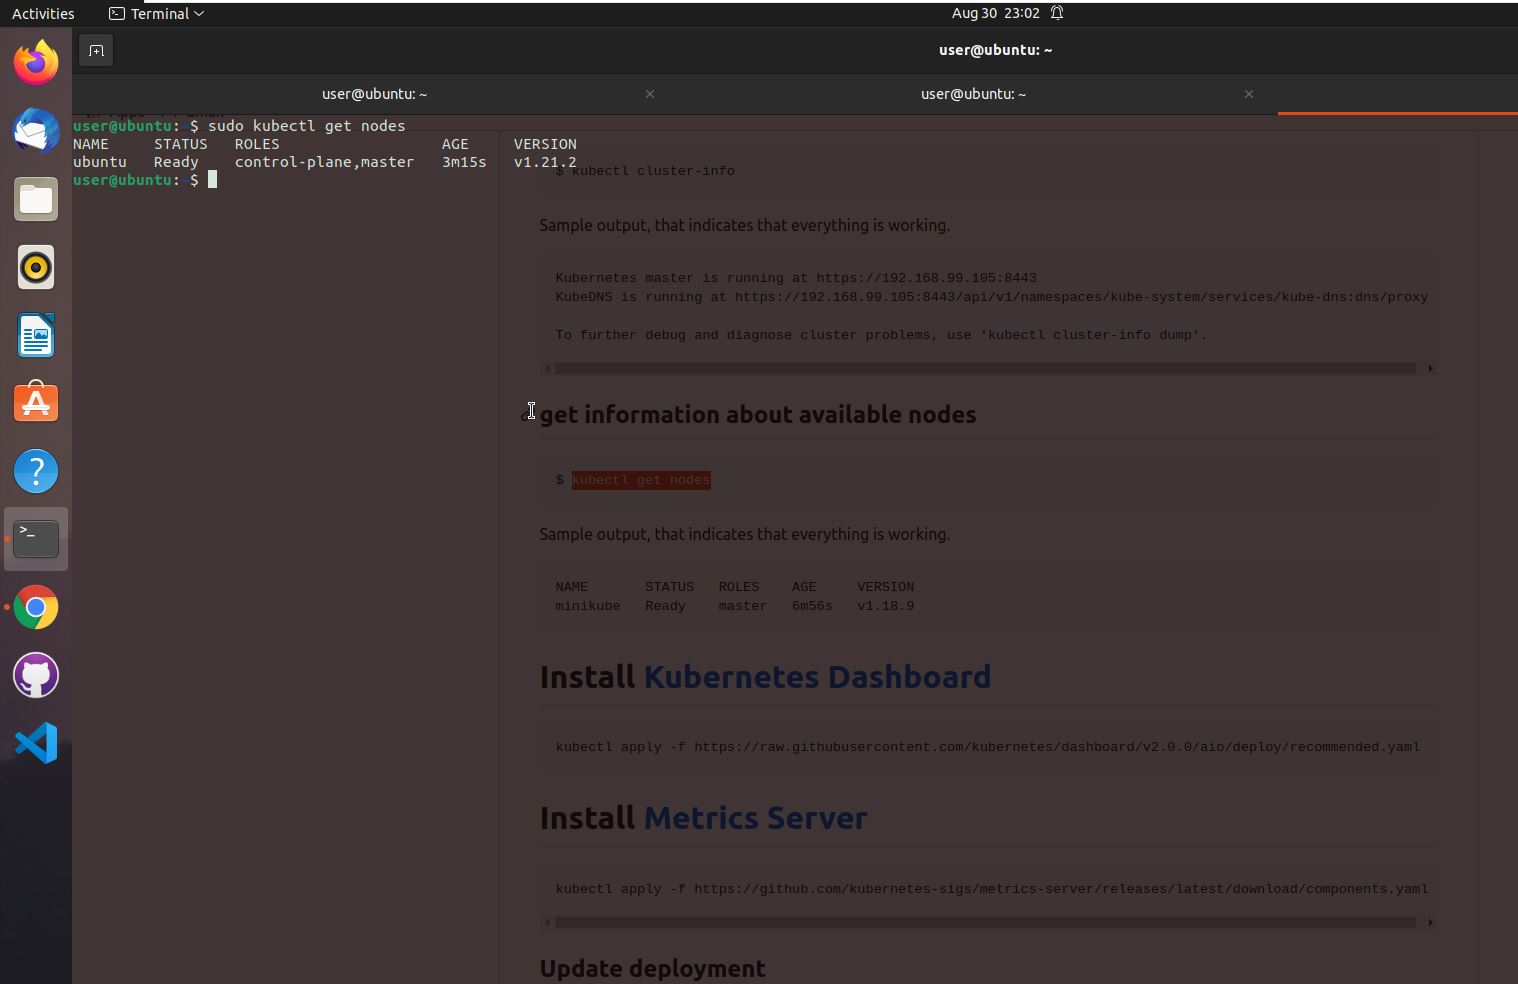 Activities
Terminal
Aug 30 23:02
user@ubuntu: ~
user@ubuntu: ~
user@ubuntu: ~
user@ubuntu:~$ sudo kubectl get nodes
NAME STATUS ROLES AGE VERSION
ubuntu Ready control-plane,master 3m15s v1.21.2
user@ubuntu:~$
$ kubectl cluster-info
Sample output, that indicates that everything is working.
Kubernetes master is running at https://192.168.99.105:8443
KubeDNS is running at https://192.168.99.105:8443/api/v1/namespaces/kube-system/services/kube-dns:dns/proxy
To further debug and diagnose cluster problems, use 'kubectl cluster-info dump'.
get information about available nodes
$ kubectl get nodes
Sample output, that indicates that everything is working.
NAME STATUS ROLES AGE VERSION
minikube Ready master 6m56s v1.18.9
Install Kubernetes Dashboard
kubectl apply -f https://raw.githubusercontent.com/kubernetes/dashboard/v2.0.0/aio/deploy/recommended.yaml
Install Metrics Server
kubectl apply -f https://github.com/kubernetes-sigs/metrics-server/releases/latest/download/components.yaml
Update deployment